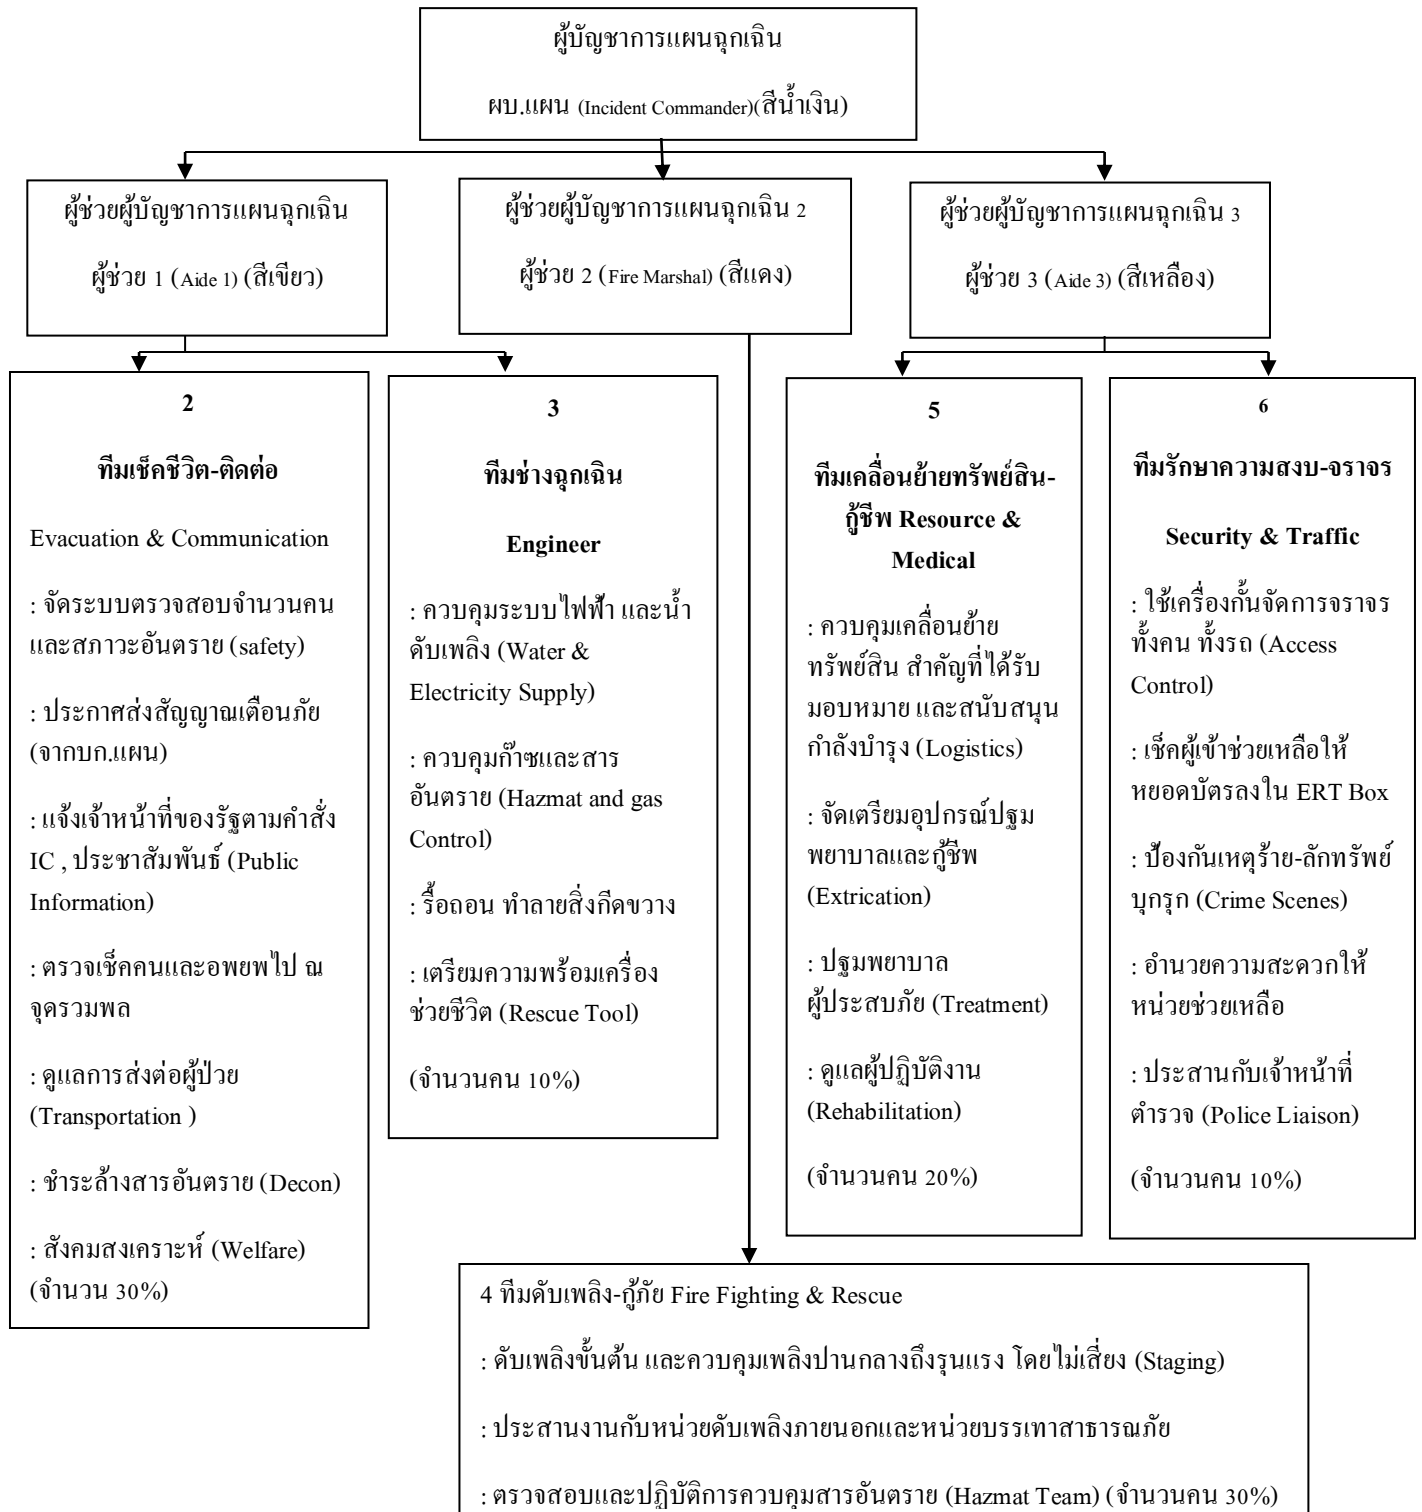 ผู้บัญชาการแผนฉุกเฉิน
ผบ.แผน (Incident Commander)(สีน้ำเงิน)
ผู้ช่วยผู้บัญชาการแผนฉุกเฉิน
ผู้ช่วย 1 (Aide 1) (สีเขียว)
ผู้ช่วยผู้บัญชาการแผนฉุกเฉิน 2
ผู้ช่วย 2 (Fire Marshal) (สีแดง)
ผู้ช่วยผู้บัญชาการแผนฉุกเฉิน 3
ผู้ช่วย 3 (Aide 3) (สีเหลือง)
2
ทีมเช็คชีวิต-ติดต่อ
Evacuation & Communication
: จัดระบบตรวจสอบจำนวนคน
และสภาวะอันตราย (safety)
: ประกาศส่งสัญญาณเตือนภัย
(จากบก.แผน)
: แจ้งเจ้าหน้าที่ของรัฐตามคำสั่ง
IC , ประชาสัมพันธ์ (Public
Information)
: ตรวจเช็คคนและอพยพไป ณ
จุดรวมพล
: ดูแลการส่งต่อผู้ป่วย
(Transportation )
: ชำระล้างสารอันตราย (Decon)
: สังคมสงเคราะห์ (Welfare)
(จำนวน 30%)
3
ทีมช่างฉุกเฉิน
Engineer
: ควบคุมระบบไฟฟ้า และน้ำ
ดับเพลิง (Water &
Electricity Supply)
: ควบคุมก๊าซและสาร
อันตราย (Hazmat and gas
Control)
: รื้อถอน ทำลายสิ่งกีดขวาง
: เตรียมความพร้อมเครื่อง
ช่วยชีวิต (Rescue Tool)
(จำนวนคน 10%)
5
ทีมเคลื่อนย้ายทรัพย์สิน-
กู้ชีพ Resource &
Medical
: ควบคุมเคลื่อนย้าย
ทรัพย์สิน สำคัญที่ได้รับ
มอบหมาย และสนับสนุน
กำลังบำรุง (Logistics)
: จัดเตรียมอุปกรณ์ปฐม
พยาบาลและกู้ชีพ
(Extrication)
: ปฐมพยาบาล
ผู้ประสบภัย (Treatment)
: ดูแลผู้ปฏิบัติงาน
(Rehabilitation)
(จำนวนคน 20%)
6
ทีมรักษาความสงบ-จราจร
Security & Traffic
: ใช้เครื่องกั้นจัดการจราจร
ทั้งคน ทั้งรถ (Access
Control)
: เช็คผู้เข้าช่วยเหลือให้
หยอดบัตรลงใน ERT Box
: ป้องกันเหตุร้าย-ลักทรัพย์
บุกรุก (Crime Scenes)
: อำนวยความสะดวกให้
หน่วยช่วยเหลือ
: ประสานกับเจ้าหน้าที่
ตำรวจ (Police Liaison)
(จำนวนคน 10%)
4 ทีมดับเพลิง-กู้ภัย Fire Fighting & Rescue
: ดับเพลิงขั้นต้น และควบคุมเพลิงปานกลางถึงรุนแรง โดยไม่เสี่ยง (Staging)
: ประสานงานกับหน่วยดับเพลิงภายนอกและหน่วยบรรเทาสาธารณภัย
: ตรวจสอบและปฏิบัติการควบคุมสารอันตราย (Hazmat Team) (จำนวนคน 30%)